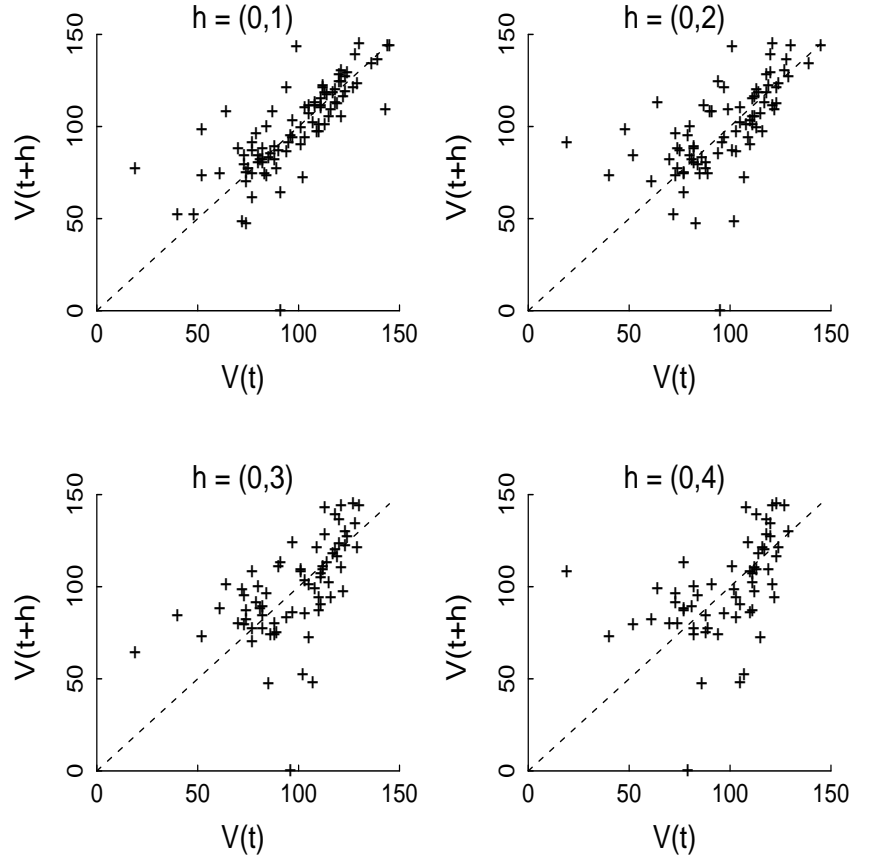 h = (0,1)
V(t+h)
0 50 100 150
0 50 100 150
V(t)
h = (0,2)
V(t+h)
0 50 100 150
0 50 100 150
V(t)
h = (0,3)
V(t+h)
0 50 100 150
0 50 100 150
V(t)
h = (0,4)
V(t+h)
0 50 100 150
0 50 100 150
V(t)